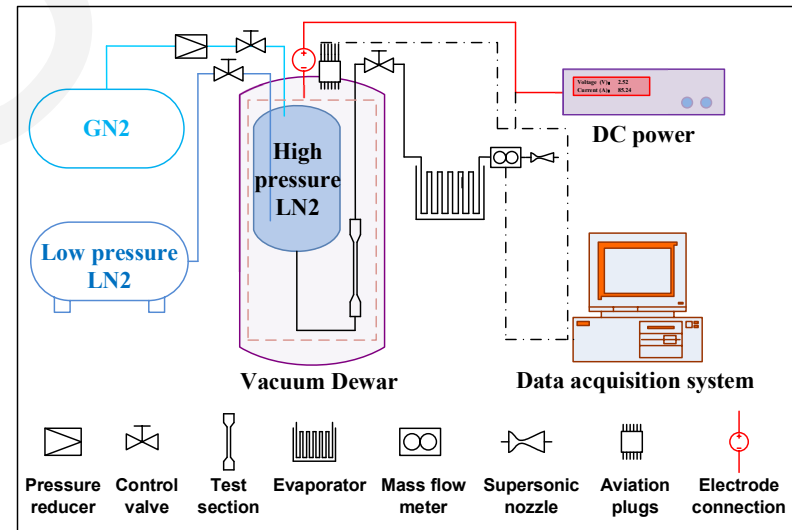 GN2
Low pressure
LN2
High
pressure
LN2
Voltage (V): 2.52
Current (A): 85.24
DC power
Vacuum Dewar
Data acquisition system
Pressure
reducer
Control
valve
Test
section
Evaporator
Mass flow
meter
Supersonic
nozzle
Aviation
plugs
Electrode
connection